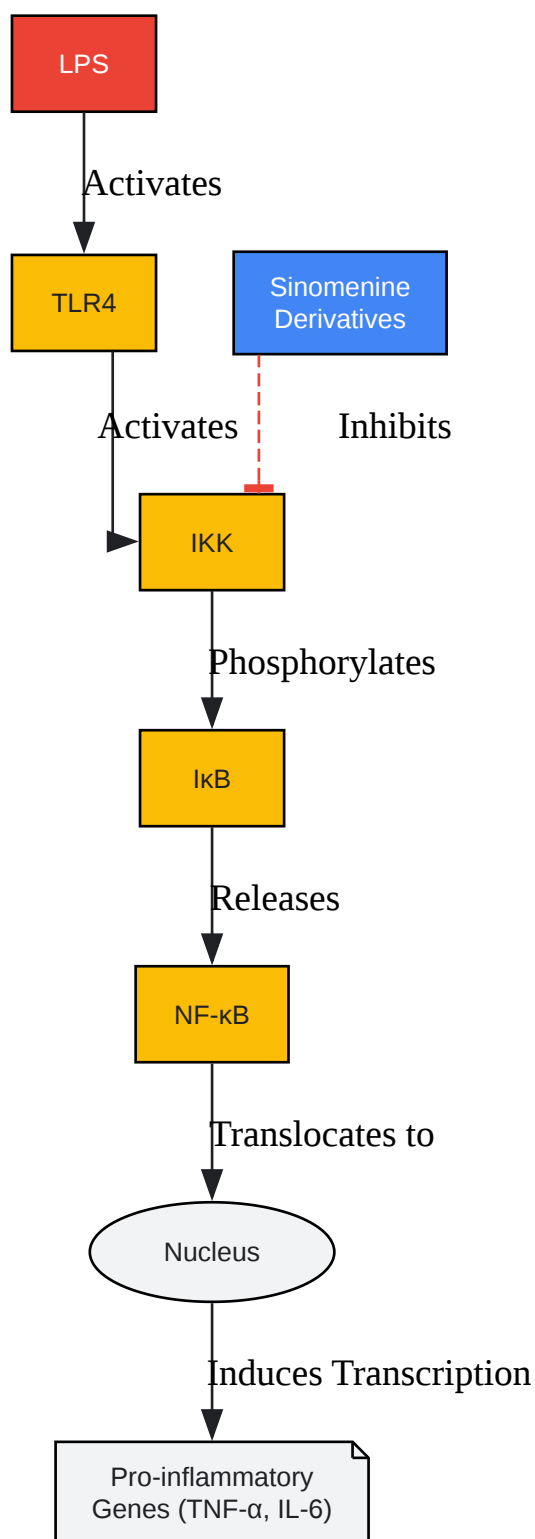 LPS
Activates
TLR4
Sinomenine
Derivatives
Activates
Inhibits
IKK
Phosphorylates
IκB
Releases
NF-κB
Translocates to
Nucleus
Induces Transcription
Pro-inflammatory
Genes (TNF-α, IL-6)